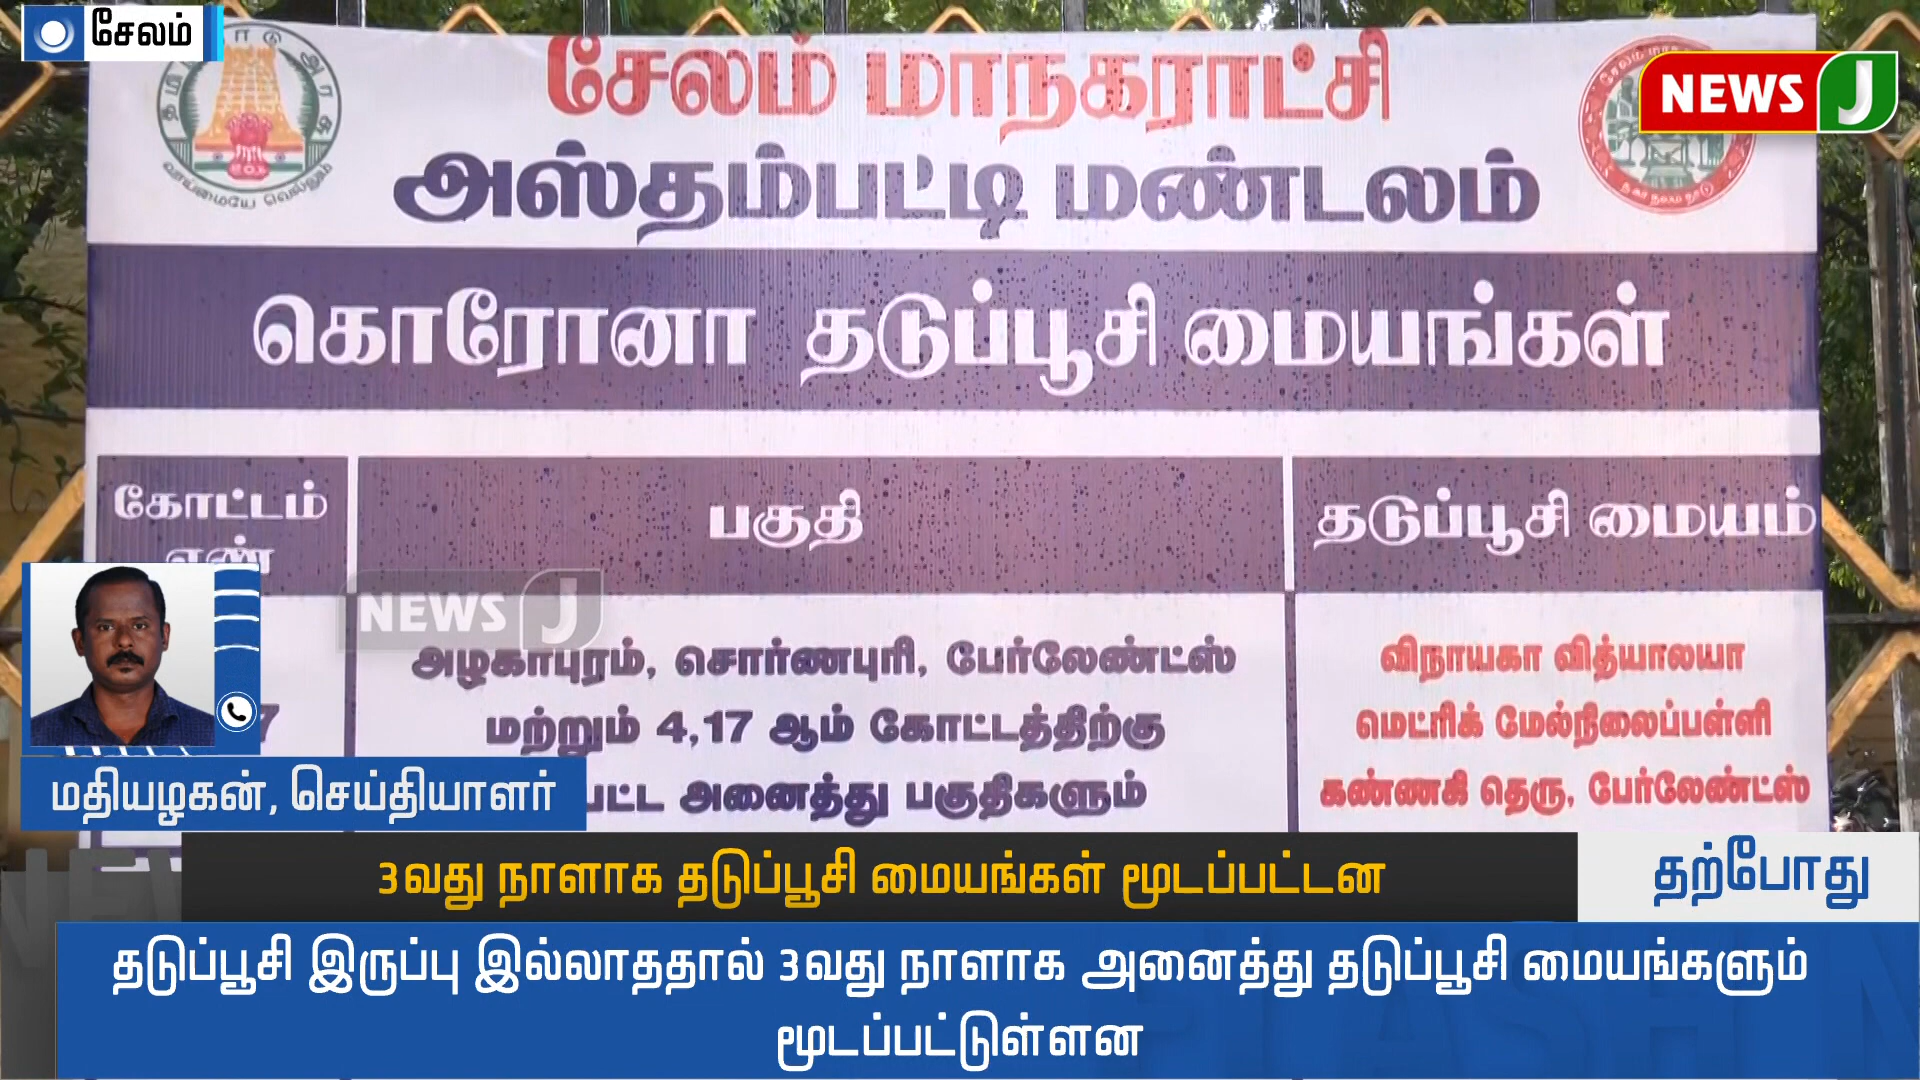 சேலம்
NEWS J
சேலம் மாநகராட்சி
அஸ்தம்பட்டி மண்டலம்
கொரோனா தடுப்பூசி மையங்கள்
கோட்டம்
எண்
பகுதி
தடுப்பூசி மையம்
NEWS J
அழகாபுரம், சொர்ணபுரி, பேர்லேண்ட்ஸ்
மற்றும் 4,17 ஆம் கோட்டத்திற்கு
அனைத்து பகுதிகளும்
விநாயகா வித்யாலயா
மெட்ரிக் மேல்நிலைப்பள்ளி
கண்ணகி தெரு, பேர்லேண்ட்ஸ்
மதியழகன், செய்தியாளர்
3வது நாளாக தடுப்பூசி மையங்கள் மூடப்பட்டன
தற்போது
தடுப்பூசி இருப்பு இல்லாததால் 3வது நாளாக அனைத்து தடுப்பூசி மையங்களும்
மூடப்பட்டுள்ளன